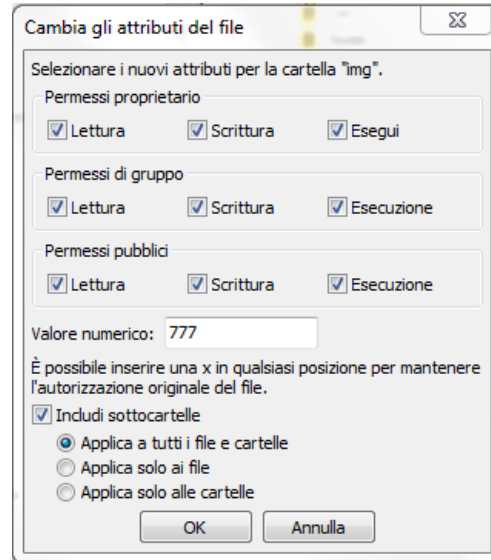 Cambia gli attributi del file
Selezionare i nuovi attributi per la cartella "img".
Permessi proprietario
Lettura Scrittura Esegui
Permessi di gruppo
Lettura Scrittura Esecuzione
Permessi pubblici
Lettura Scrittura Esecuzione
Valore numerico: 777
È possibile inserire una x in qualsiasi posizione per mantenere
l'autorizzazione originale del file.
Includi sottocartelle
Applica a tutti i file e cartelle
Applica solo ai file
Applica solo alle cartelle
OK Annulla